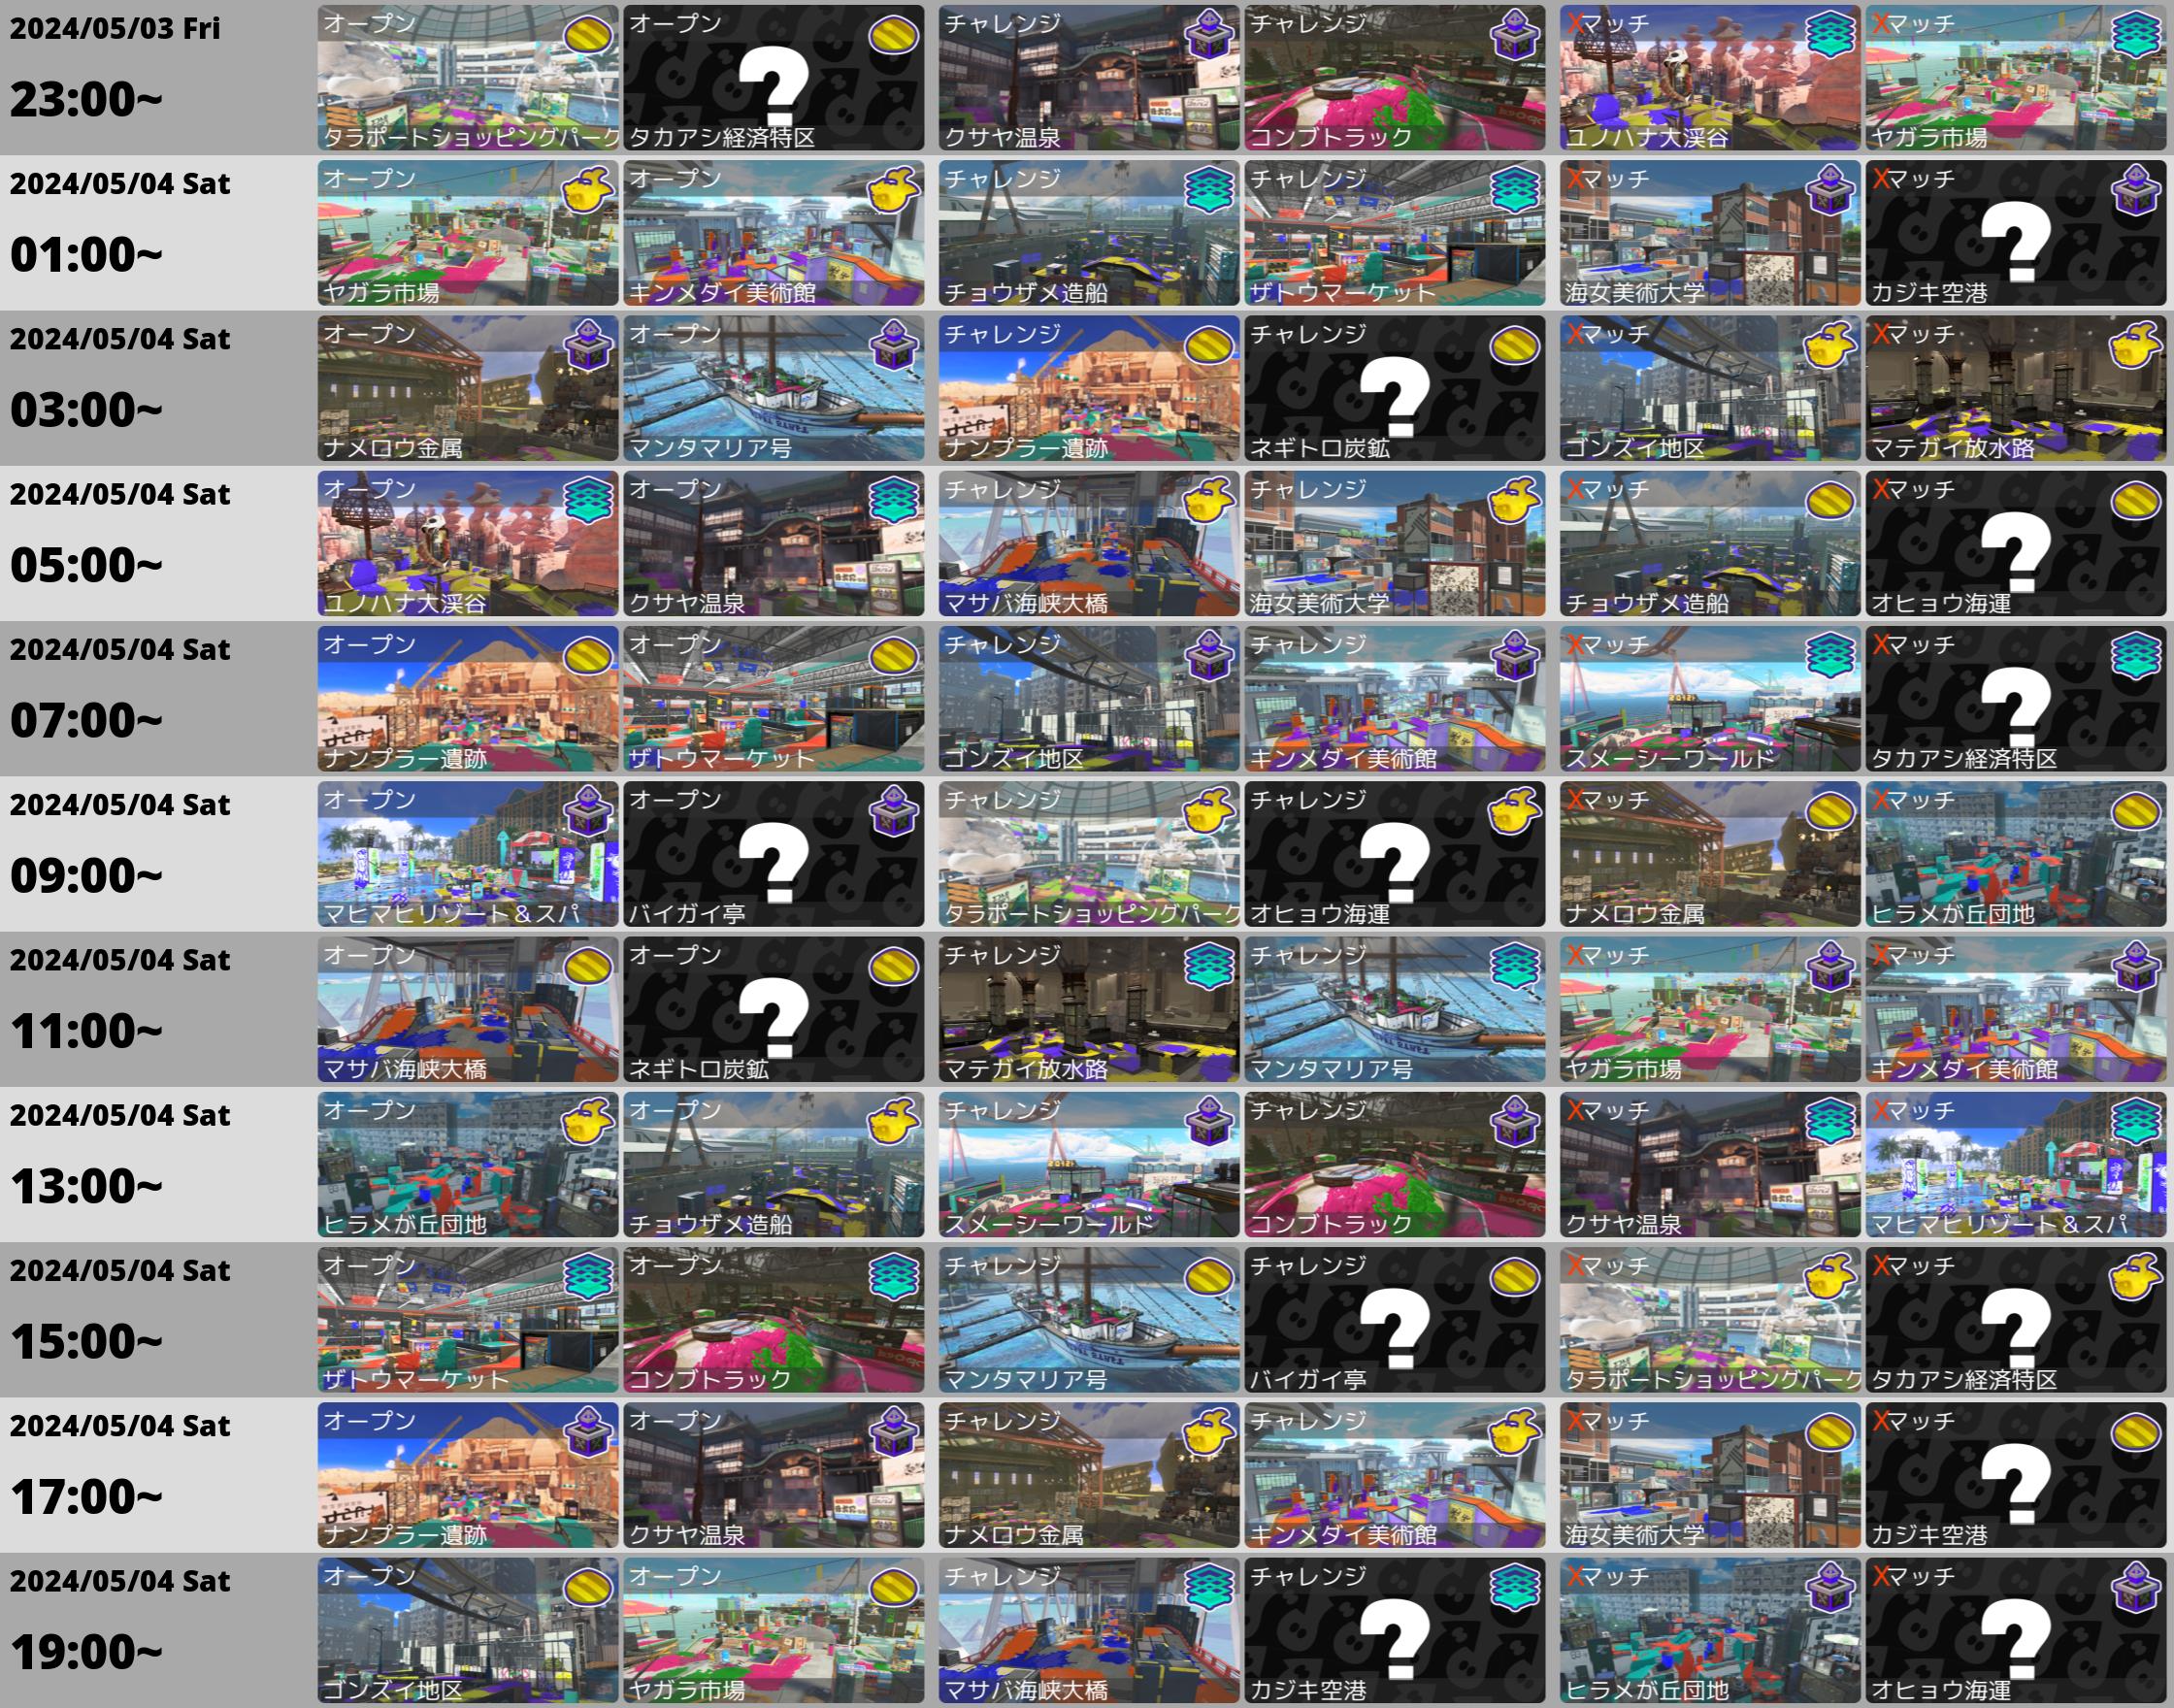 2024/05/03 Fri
23:00~
オープン オープン チャレンジ チャレンジ Xマッチ Xマッチ
タラポートショッピングパーク タカアシ経済特区 クサヤ温泉 コンブトラック ユノハナ大渓谷 ヤガラ市場
2024/05/04 Sat
01:00~
オープン オープン チャレンジ チャレンジ Xマッチ Xマッチ
ヤガラ市場 キンメダイ美術館 チョウザメ造船 ザトウマーケット 海女美術大学 カジキ空港
2024/05/04 Sat
03:00~
オープン オープン チャレンジ チャレンジ Xマッチ Xマッチ
ナメロウ金属 マンタマリア号 ナンプラー遺跡 ネギトロ炭鉱 ゴンズイ地区 マテガイ放水路
2024/05/04 Sat
05:00~
オープン オープン チャレンジ チャレンジ Xマッチ Xマッチ
ユノハナ大渓谷 クサヤ温泉 マサバ海峡大橋 海女美術大学 チョウザメ造船 オヒョウ海運
2024/05/04 Sat
07:00~
オープン オープン チャレンジ チャレンジ Xマッチ Xマッチ
ナンプラー遺跡 ザトウマーケット ゴンズイ地区 キンメダイ美術館 スメーシーワールド タカアシ経済特区
2024/05/04 Sat
09:00~
オープン オープン チャレンジ チャレンジ Xマッチ Xマッチ
マヒマヒリゾート＆スパ バイガイ亭 タラポートショッピングパーク オヒョウ海運 ナメロウ金属 ヒラメが丘団地
2024/05/04 Sat
11:00~
オープン オープン チャレンジ チャレンジ Xマッチ Xマッチ
マサバ海峡大橋 ネギトロ炭鉱 マテガイ放水路 マンタマリア号 ヤガラ市場 キンメダイ美術館
2024/05/04 Sat
13:00~
オープン オープン チャレンジ チャレンジ Xマッチ Xマッチ
ヒラメが丘団地 チョウザメ造船 スメーシーワールド コンブトラック クサヤ温泉 マヒマヒリゾート＆スパ
2024/05/04 Sat
15:00~
オープン オープン チャレンジ チャレンジ Xマッチ Xマッチ
ザトウマーケット コンブトラック マンタマリア号 バイガイ亭 タラポートショッピングパーク タカアシ経済特区
2024/05/04 Sat
17:00~
オープン オープン チャレンジ チャレンジ Xマッチ Xマッチ
ナンプラー遺跡 クサヤ温泉 ナメロウ金属 キンメダイ美術館 海女美術大学 カジキ空港
2024/05/04 Sat
19:00~
オープン オープン チャレンジ チャレンジ Xマッチ Xマッチ
ゴンズイ地区 ヤガラ市場 マサバ海峡大橋 カジキ空港 ヒラメが丘団地 オヒョウ海運